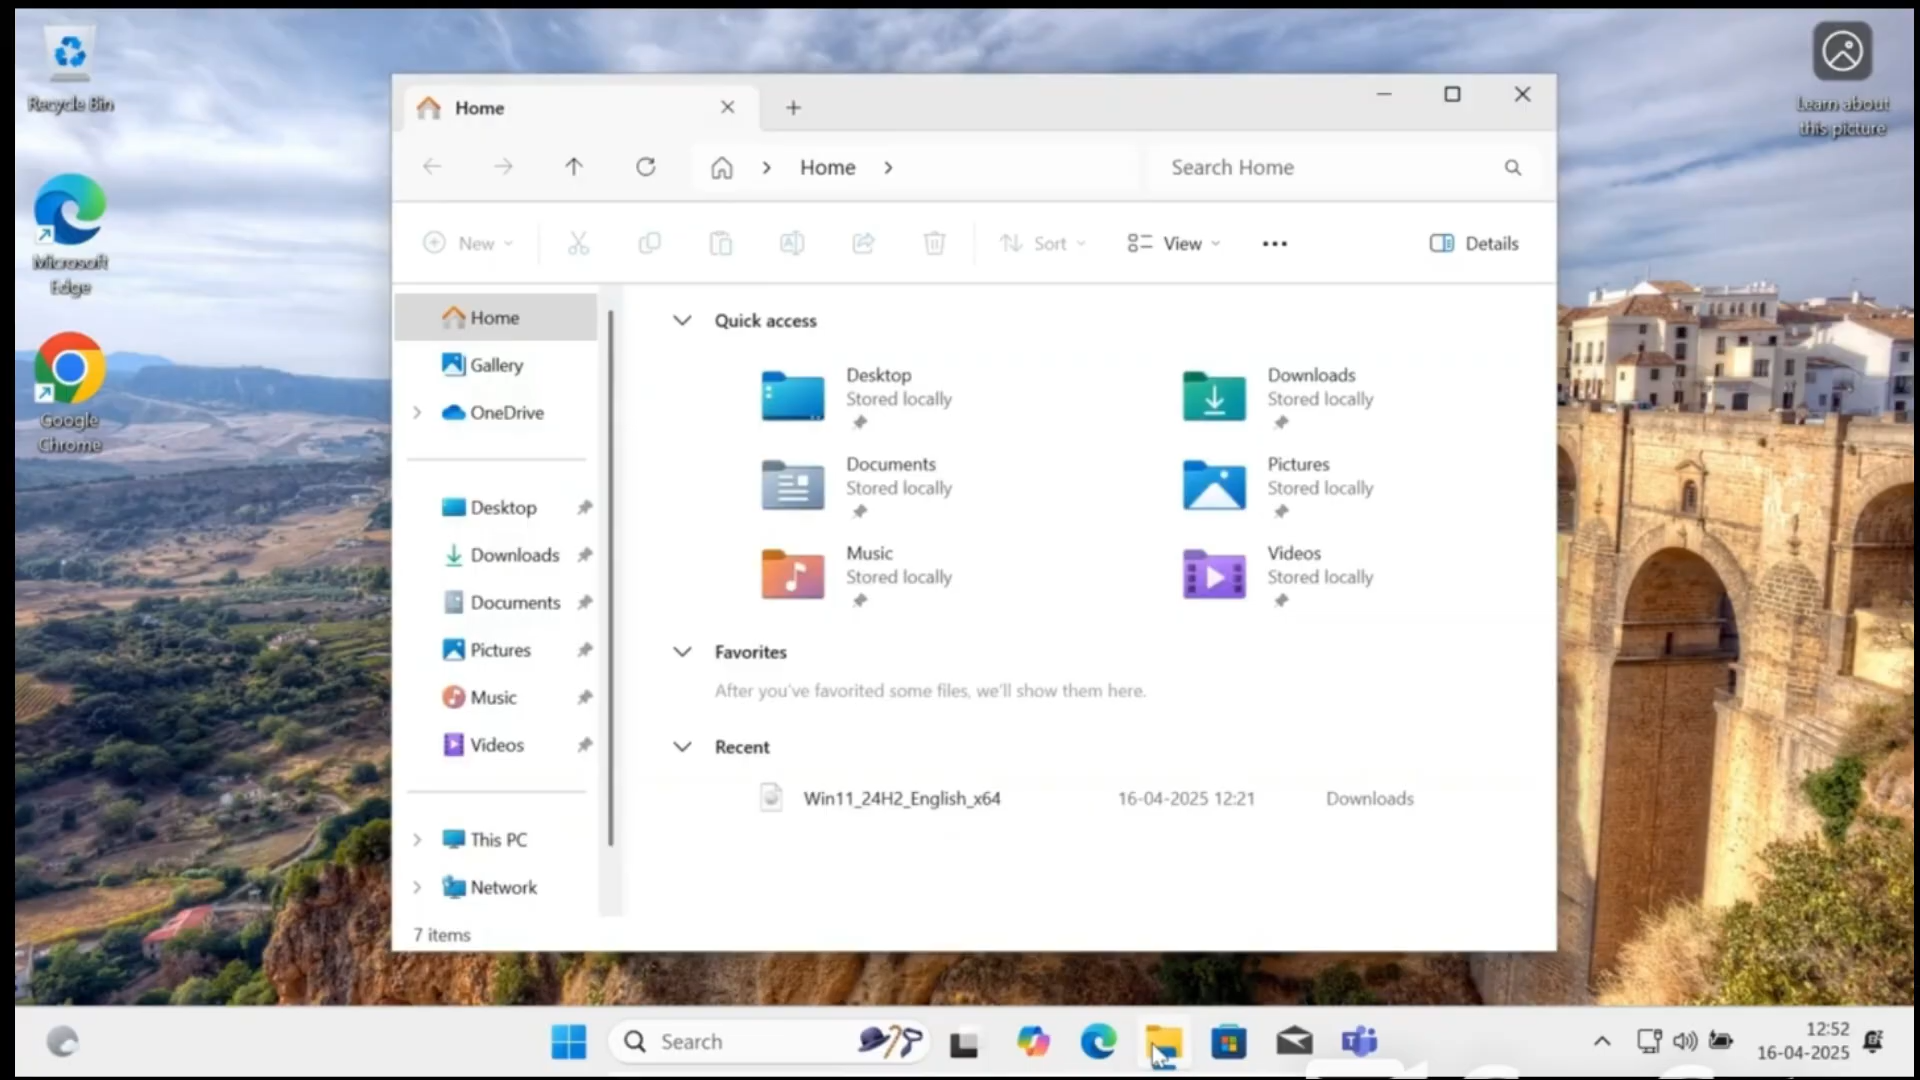 Recycle Bin
Microsoft
Edge
Google
Chrome
Learn about
this picture
Home
Home
Search Home
New
Sort
View
Details
Home
Gallery
OneDrive
Desktop
Downloads
Documents
Pictures
Music
Videos
This PC
Network
7 items
Quick access
Desktop
Stored locally
Downloads
Stored locally
Documents
Stored locally
Pictures
Stored locally
Music
Stored locally
Videos
Stored locally
Favorites
After you've favorited some files, we'll show them here.
Recent
Win11_24H2_English_x64 16-04-2025 12:21 Downloads
Search
12:52
16-04-2025